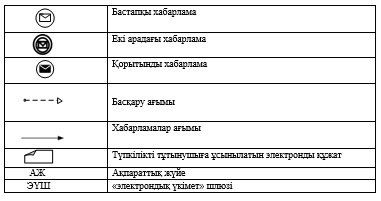 Бастапқы хабарлама
Екі арадағы хабарлама
Қорытынды хабарлама
Басқару ағымы
Хабарламалар ағымы
Түпкілікті тұтынушыға ұсынылатын электронды құжат
АЖ Ақпараттық жүйе
ЭҮШ «электрондық үкімет» шлюзі